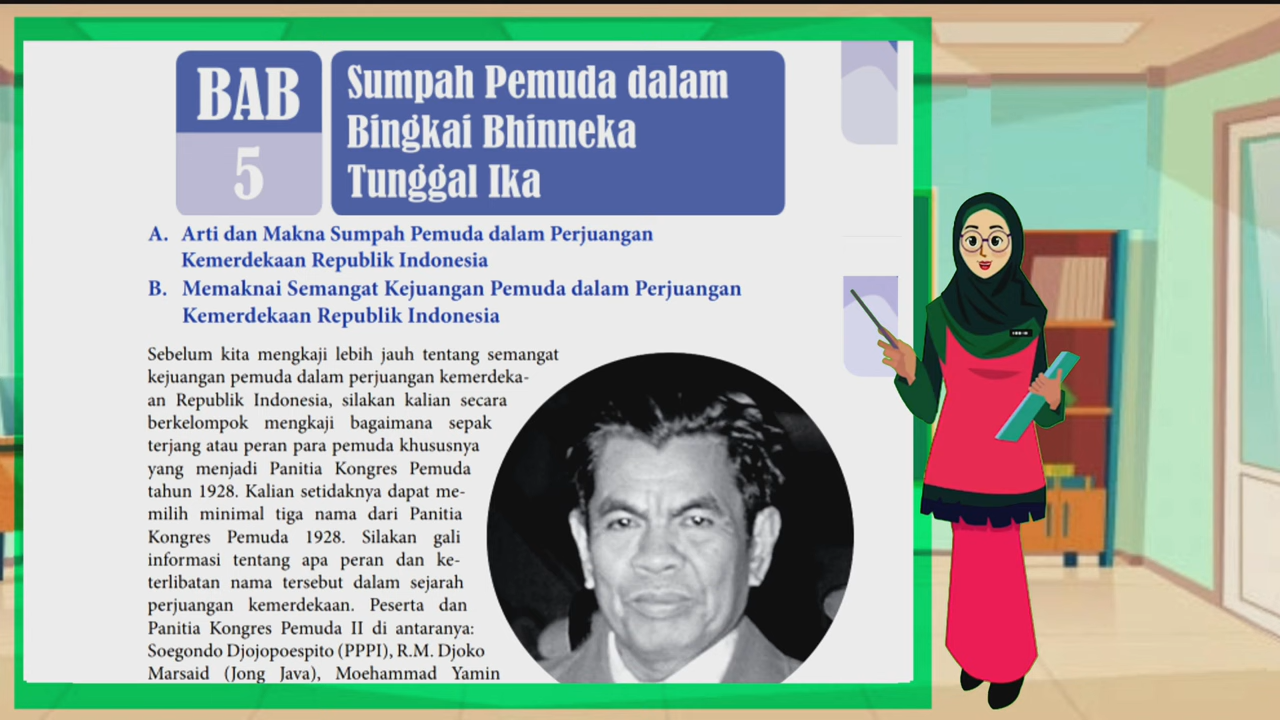 BAB
5
Sumpah Pemuda dalam
Bingkai Bhinneka
Tunggal Ika
A. Arti dan Makna Sumpah Pemuda dalam Perjuangan
Kemerdekaan Republik Indonesia
B. Memaknai Semangat Kejuangan Pemuda dalam Perjuangan
Kemerdekaan Republik Indonesia
Sebelum kita mengkaji lebih jauh tentang semangat
kejuangan pemuda dalam perjuangan kemerdeka-
an Republik Indonesia, silakan kalian secara
berkelompok mengkaji bagaimana sepak
terjang atau peran para pemuda khususnya
yang menjadi Panitia Kongres Pemuda
tahun 1928. Kalian setidaknya dapat me-
milih minimal tiga nama dari Panitia
Kongres Pemuda 1928. Silakan gali
informasi tentang apa peran dan ke-
terlibatan nama tersebut dalam sejarah
perjuangan kemerdekaan. Peserta dan
Panitia Kongres Pemuda II di antaranya:
Soegondo Djojopoespito (PPPI), R.M. Djoko
Marsaid (Jong Java), Moehammad Yamin